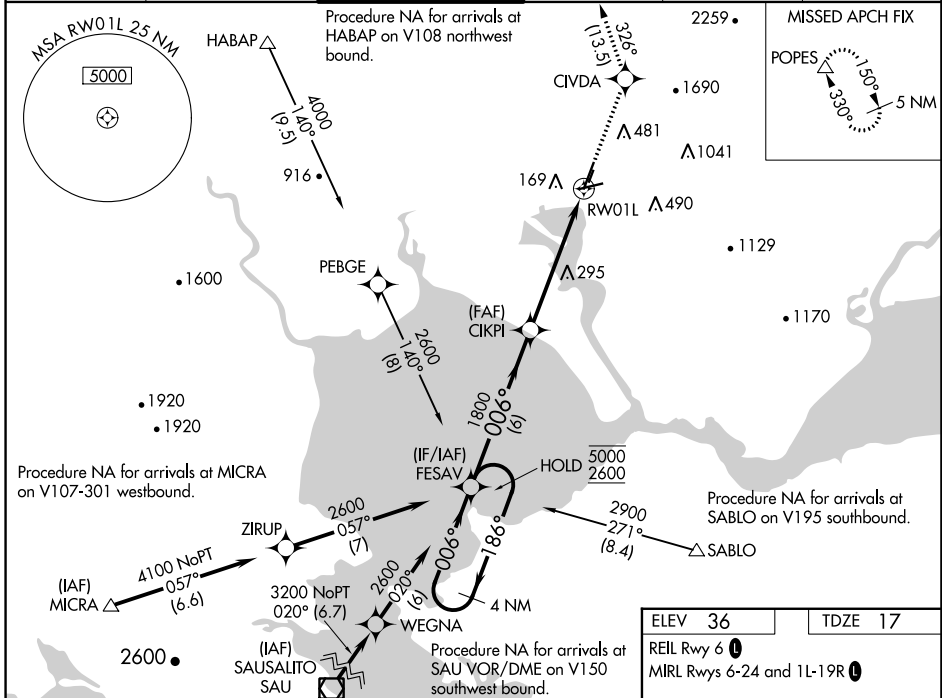 MSA RW01L 25 NM
5000
HABAP
Procedure NA for arrivals at
HABAP on V108 northwest
bound.
4000
140°
(9.5)
916
326°
(13.5)
CIVDA
2259
1690
481
1041
169
RW01L
490
MISSED APCH FIX
POPES
150°
330°
5 NM
1600
PEBGE
2600
140°
(8)
295
1129
1170
(FAF)
CIKPI
1800
006°
(6)
1920
1920
Procedure NA for arrivals at MICRA
on V107-301 westbound.
(IF/IAF)
FESAV
HOLD
5000
2600
006°
186°
4 NM
Procedure NA for arrivals at
SABLO on V195 southbound.
2900
271°
(8.4)
SABLO
ZIRUP
2600
057°
(7)
(IAF)
MICRA
4100 NoPT
057°
(6.6)
2600
020°
(6)
3200 NoPT
020° (6.7)
WEGNA
2600
(IAF)
SAUSALITO
SAU
Procedure NA for arrivals at
SAU VOR/DME on V150
southwest bound.
ELEV 36
TDZE 17
REIL Rwy 6 L
MIRL Rwys 6-24 and 1L-19R L